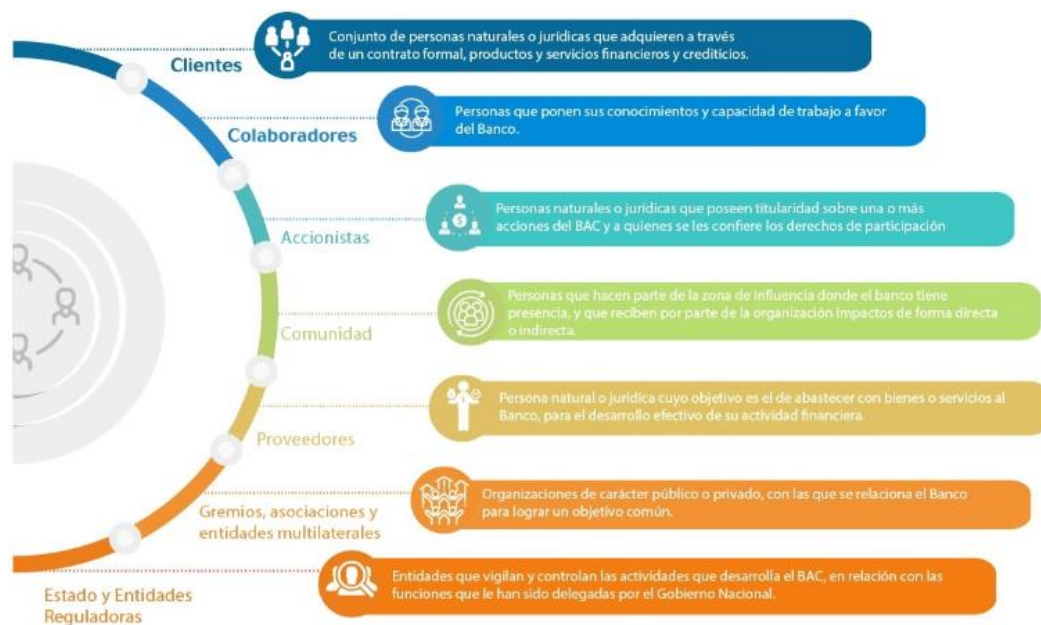 Clientes
Conjunto de personas naturales o jurídicas que adquieren a través
de un contrato formal, productos y servicios financieros y crediticios.
Colaboradores
Personas que ponen sus conocimientos y capacidad de trabajo a favor
del Banco.
Accionistas
Personas naturales o jurídicas que poseen titularidad sobre una o más
acciones del BAC y a quienes se les confiere los derechos de participación
Comunidad
Personas que hacen parte de la zona de influencia donde el banco tiene
presencia, y que reciben por parte de la organización impactos de forma directa
o indirecta.
Proveedores
Persona natural o jurídica cuyo objetivo es el de abastecer con bienes o servicios al
Banco, para el desarrollo efectivo de su actividad financiera.
Gremios, asociaciones y
entidades multilaterales
Organizaciones de carácter público o privado, con las que se relaciona el Banco
para lograr un objetivo común.
Estado y Entidades
Reguladoras
Entidades que vigilan y controlan las actividades que desarrolla el BAC, en relación con las
funciones que le han sido delegadas por el Gobierno Nacional.